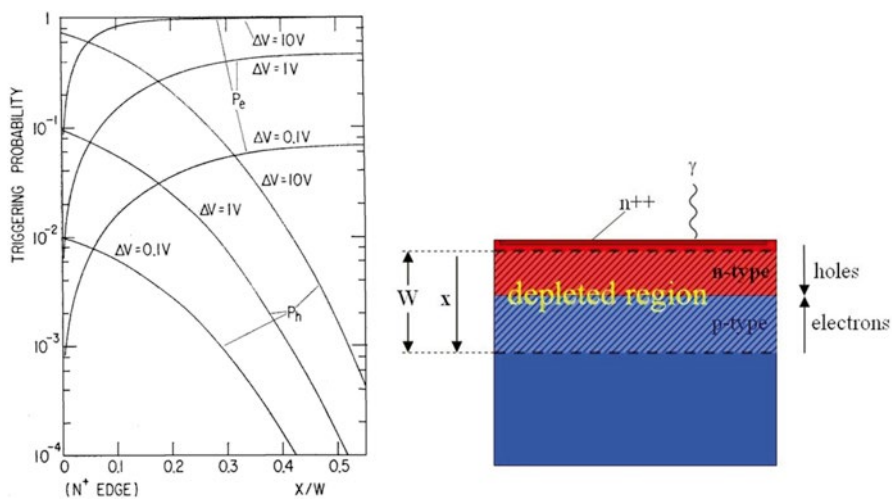 TRIGGERING PROBABILITY
1
10⁻¹
10⁻²
10⁻³
10⁻⁴
ΔV=10V
ΔV=1V
Pe
ΔV=0.1V
ΔV=10V
ΔV=1V
ΔV=0.1V
Ph
0 0.1 0.2 0.3 0.4 0.5
(N⁺ EDGE) X/W
γ
n++
n-type
holes
W x depleted region
p-type
electrons